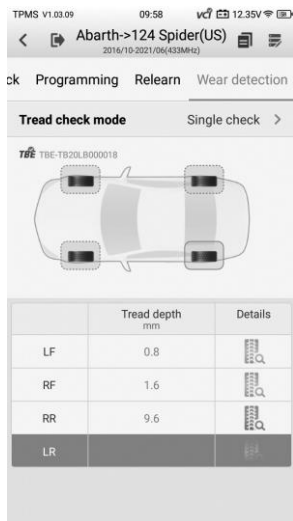 TPMS V1.03.09 09:58 VCI 12.35V
Abarth->124 Spider(US)
2016/10-2021/06(433MHz)
ck Programming Relearn Wear detection
Tread check mode Single check >
TBE TBE-TB20LB000018
Tread depth Details
mm
LF 0.8
RF 1.6
RR 9.6
LR